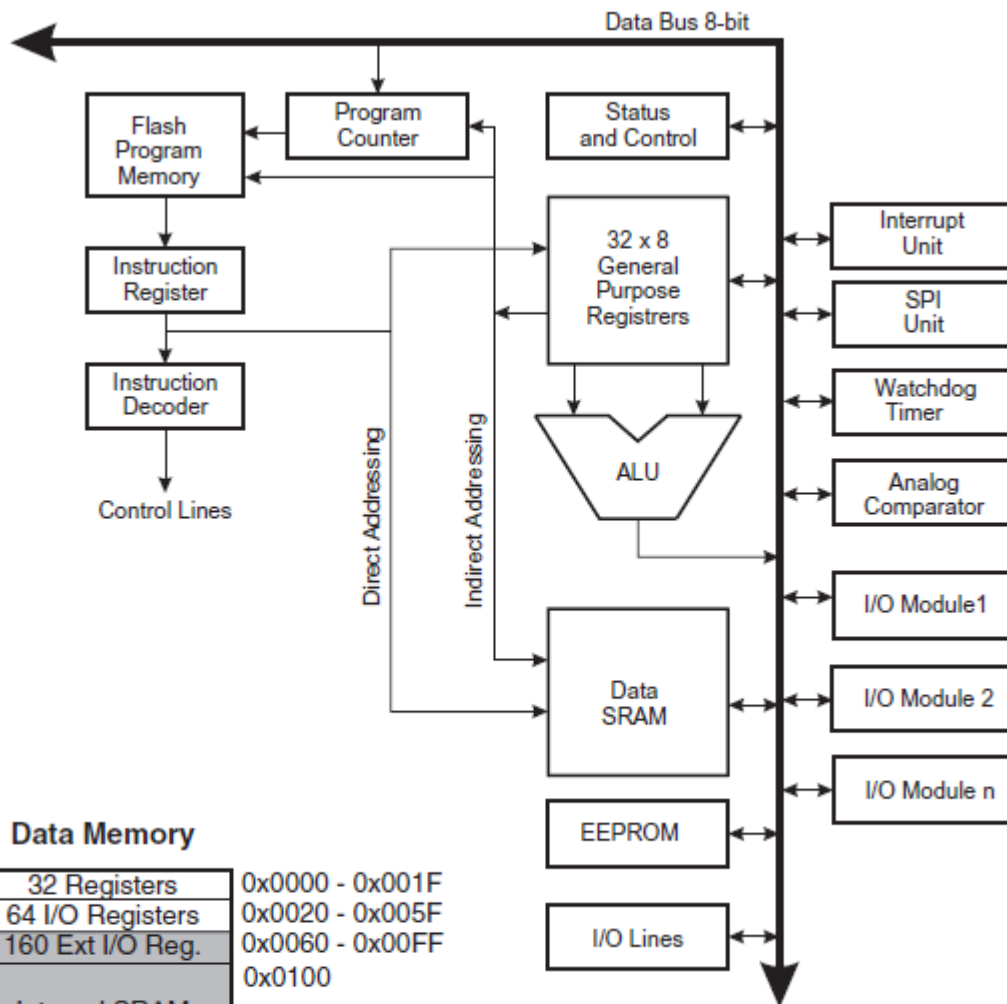 Data Bus 8-bit
Flash
Program
Memory
Program
Counter
Status
and Control
32 x 8
General
Purpose
Registrers
Interrupt
Unit
Instruction
Register
SPI
Unit
Instruction
Decoder
Watchdog
Timer
ALU
Analog
Comparator
Control Lines
Direct Addressing
Indirect Addressing
I/O Module1
Data
SRAM
I/O Module 2
I/O Module n
EEPROM
I/O Lines
Data Memory
32 Registers 0x0000 - 0x001F
64 I/O Registers 0x0020 - 0x005F
160 Ext I/O Reg. 0x0060 - 0x00FF
0x0100
Internal SRAM